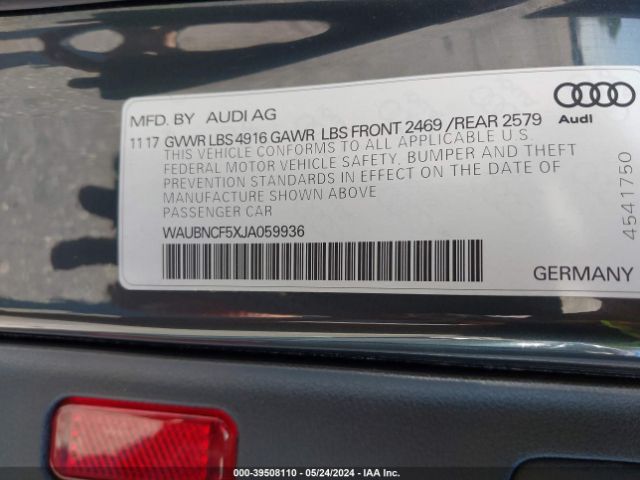 MFD. BY AUDI AG
Audi
11 17 GVWR LBS 4916 GAWR LBS FRONT 2469 /REAR 2579
THIS VEHICLE CONFORMS TO ALL APPLICABLE U.S.
FEDERAL MOTOR VEHICLE SAFETY, BUMPER AND THEFT
PREVENTION STANDARDS IN EFFECT ON THE DATE OF
MANUFACTURE SHOWN ABOVE
PASSENGER CAR
WAUBNCF5XJA059936
GERMANY
4541750
000-39508110 - 05/24/2024 - IAA Inc.